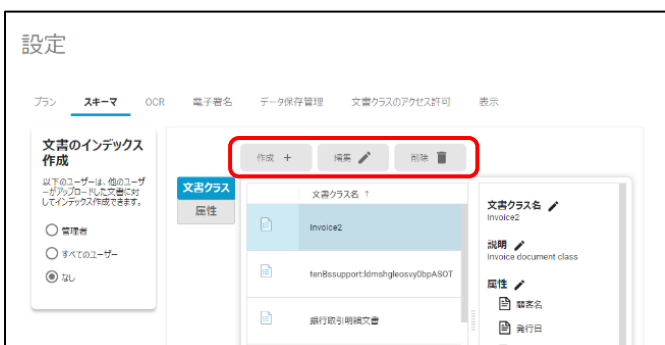 設定
プラン スキーマ OCR 電子署名 データ保存管理 文書クラスのアクセス許可 表示
文書のインデックス
作成
以下のユーザーは、他のユーザ
ーがアップロードした文書に対
してインデックス作成できます。
管理者
すべてのユーザー
なし
作成 +
編集
削除
文書クラス
属性
文書クラス名 ↑
Invoice2
ten8ssupport:ldmshgleosvy0bpASOT
銀行取引明細文書
文書クラス名
Invoice2
説明
Invoice document class
属性
顧客名
発行日